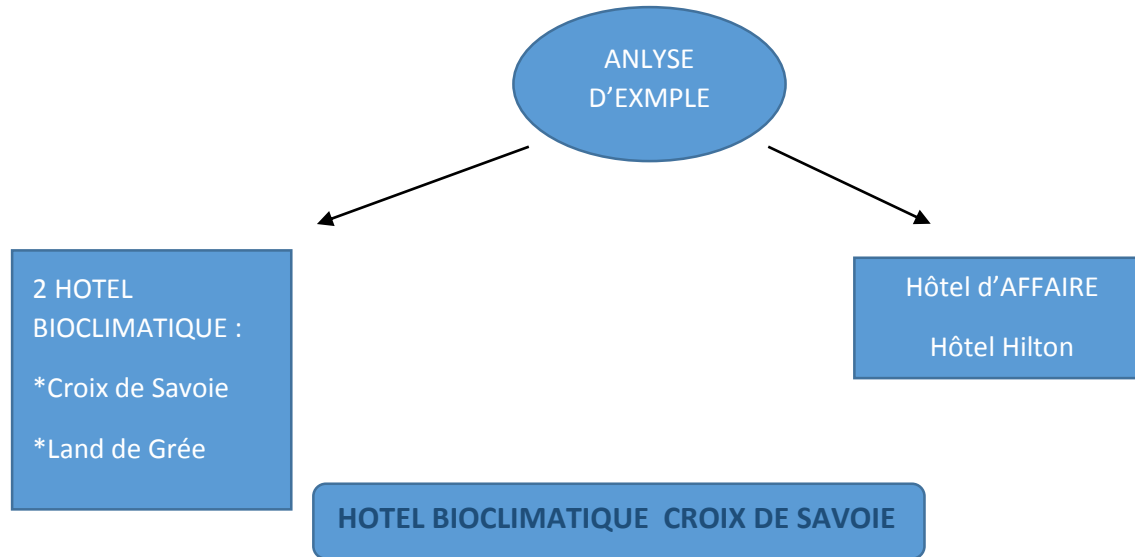 ANLYSE
D’EXMPLE
2 HOTEL
BIOCLIMATIQUE :
*Croix de Savoie
*Land de Grée
Hôtel d’AFFAIRE
Hôtel Hilton
HOTEL BIOCLIMATIQUE  CROIX DE SAVOIE